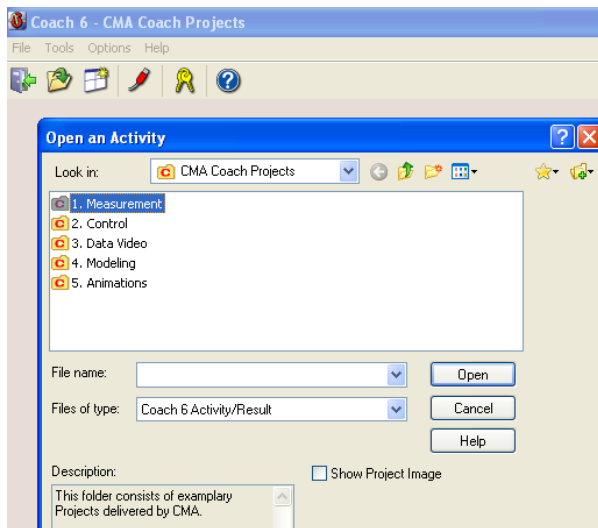 Coach 6 - CMA Coach Projects
File Tools Options Help
Open an Activity
Look in: CMA Coach Projects
1. Measurement
2. Control
3. Data Video
4. Modeling
5. Animations
File name: Open
Files of type: Coach 6 Activity/Result Cancel
Help
Description: Show Project Image
This folder consists of examplary
Projects delivered by CMA.